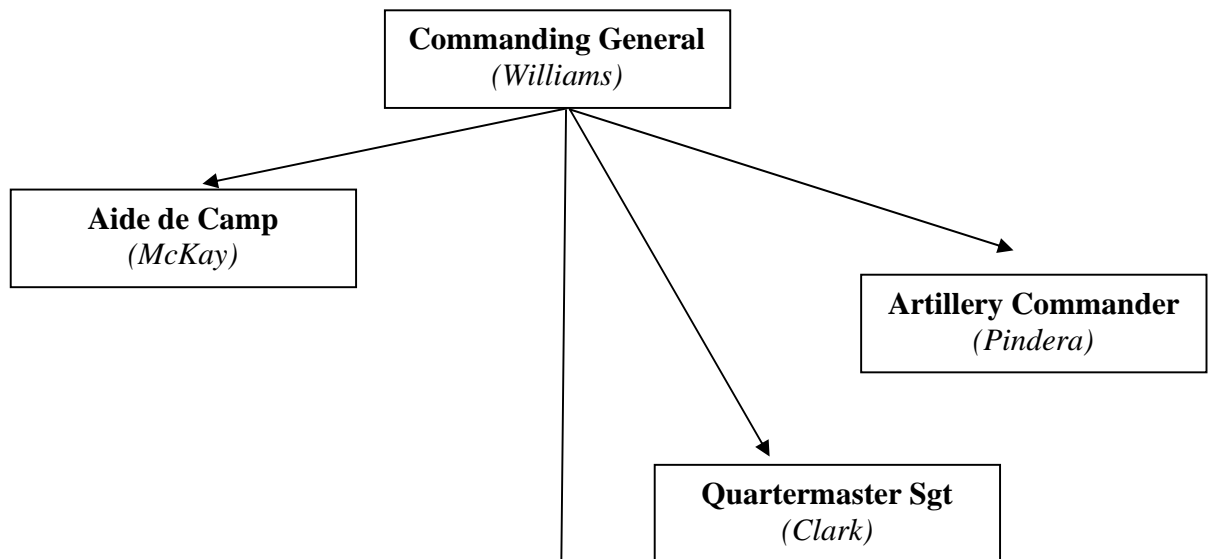 Commanding General
(Williams)
Aide de Camp
(McKay)
Artillery Commander
(Pindera)
Quartermaster Sgt
(Clark)